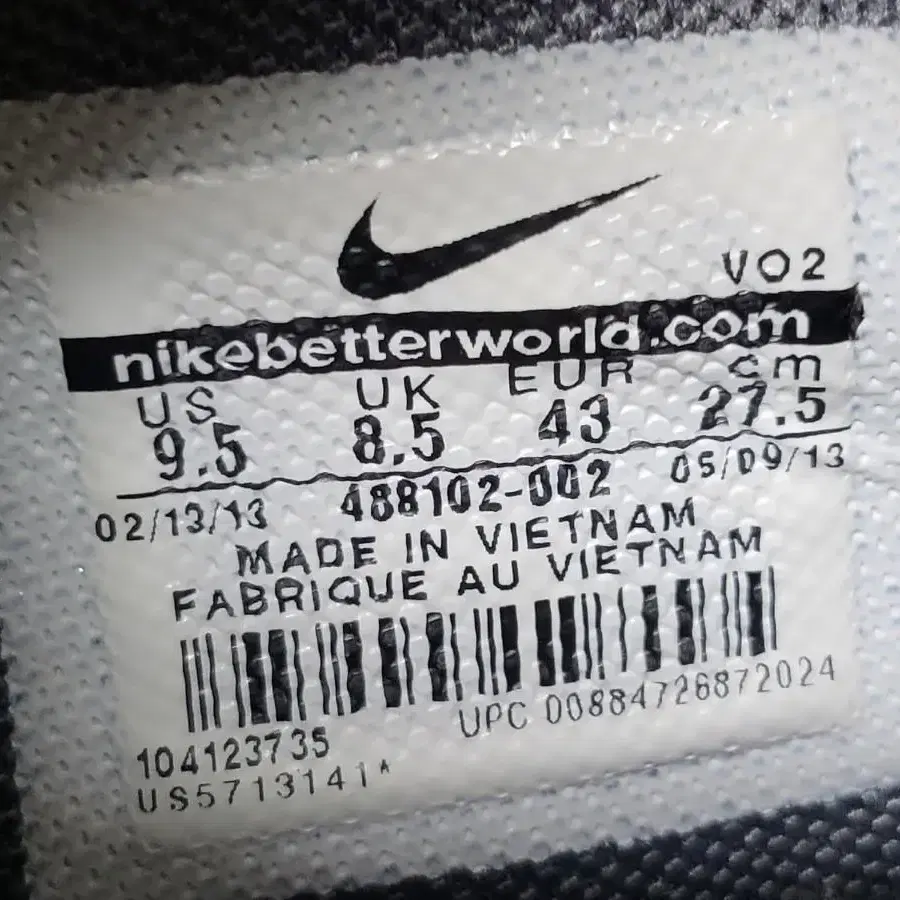 VO2
nikebetterworld.com
US UK EUR cm
9.5 8.5 43 27.5
02/13/13 488102-002 05/09/13
MADE IN VIETNAM
FABRIQUE AU VIETNAM
UPC 00884726872024
104123735
US5713141*